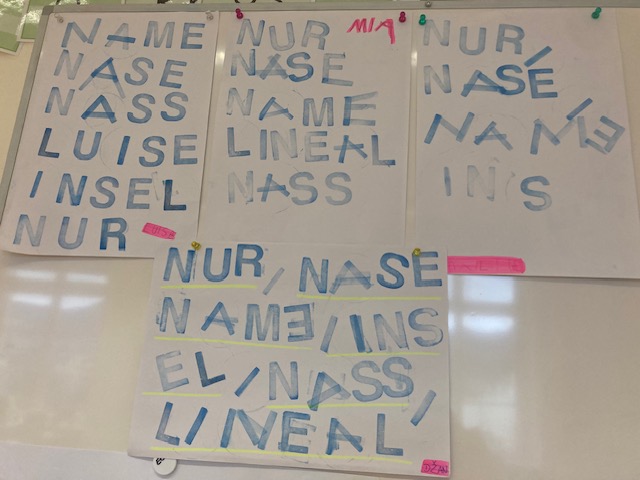 NAME
NASE
NASS
LUISE
INSEL
NUR
MIA
NUR
NASE
NAME
LINEAL
NASS
NUR/
NASE
NAME
INS
NUR/NASE
NAME/INS
EL/NASS/
LINEAL